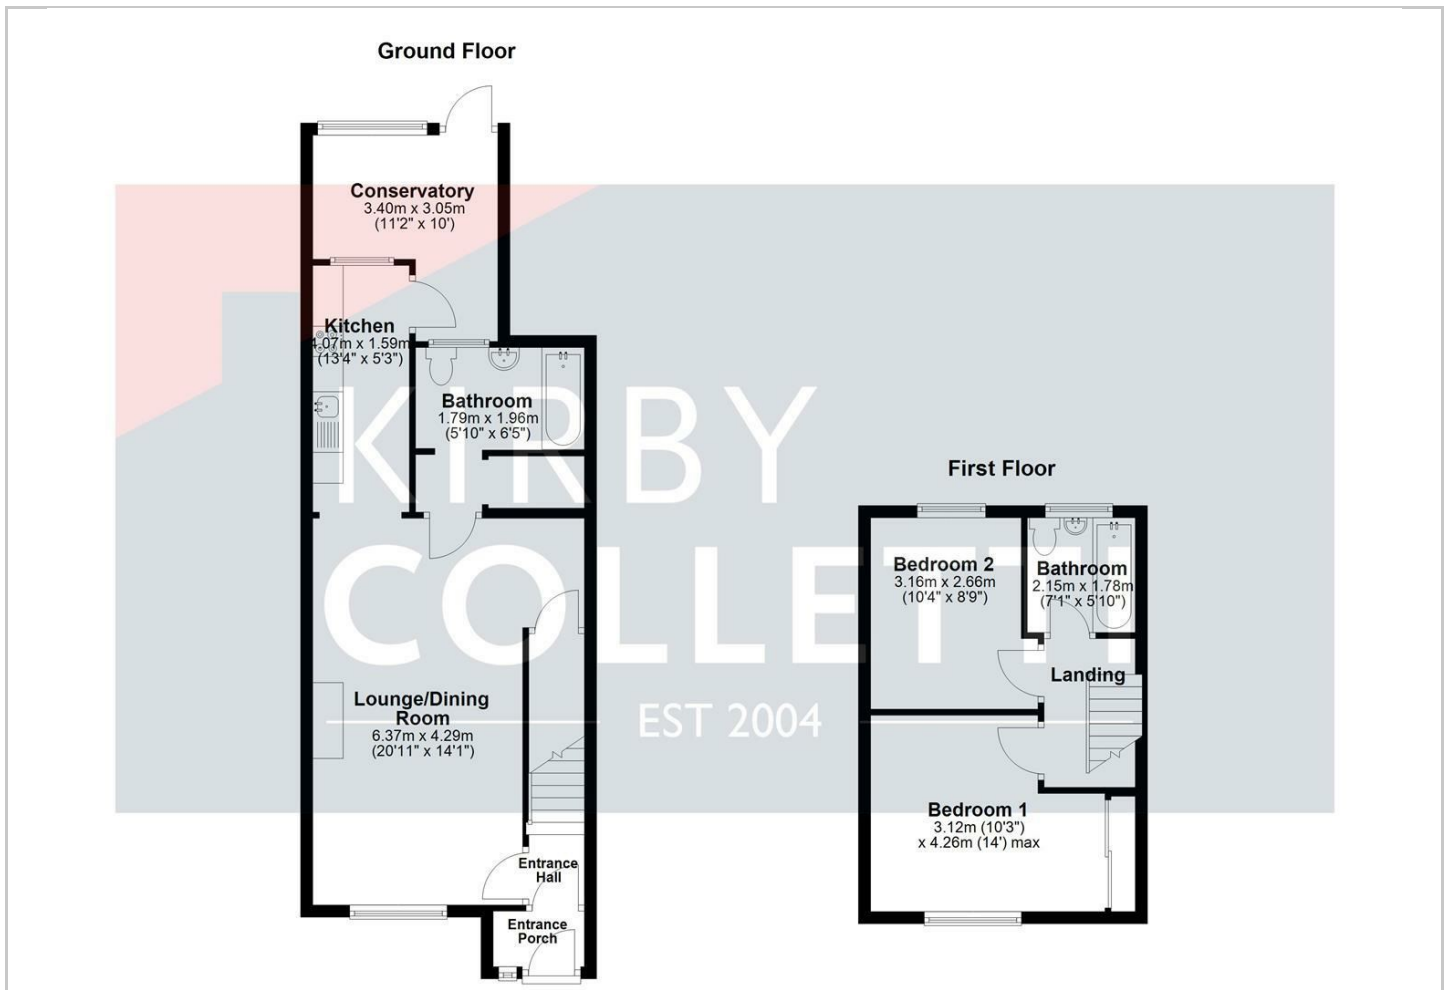 Ground Floor
Conservatory
3.40m x 3.05m
(11'2" x 10')
Kitchen
4.07m x 1.59m
(13'4" x 5'3")
Bathroom
1.79m x 1.96m
(5'10" x 6'5")
Lounge/Dining
Room
6.37m x 4.29m
(20'11" x 14'1")
Entrance
Hall
Entrance
Porch
First Floor
Bedroom 2
3.16m x 2.66m
(10'4" x 8'9")
Bathroom
2.15m x 1.78m
(7'1" x 5'10")
Landing
Bedroom 1
3.12m (10'3")
x 4.26m (14') max
KIRBY
COLLETTI
EST 2004